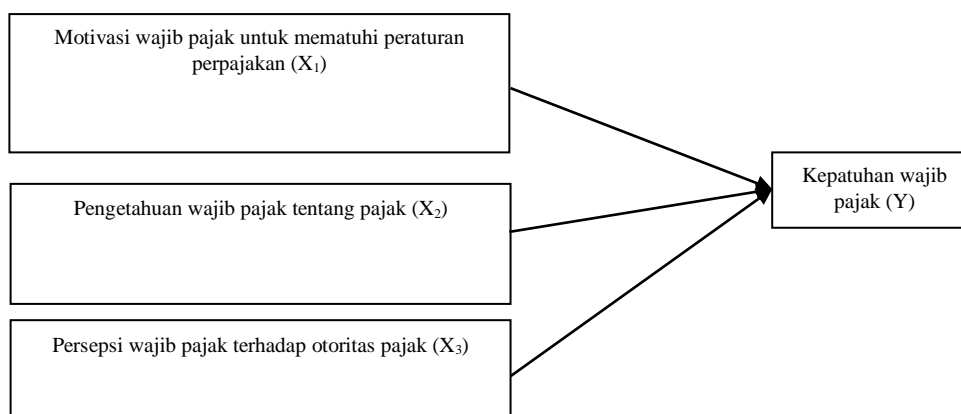 Motivasi wajib pajak untuk mematuhi peraturan
perpajakan (X₁)
Kepatuhan wajib
pajak (Y)
Pengetahuan wajib pajak tentang pajak (X₂)
Persepsi wajib pajak terhadap otoritas pajak (X₃)